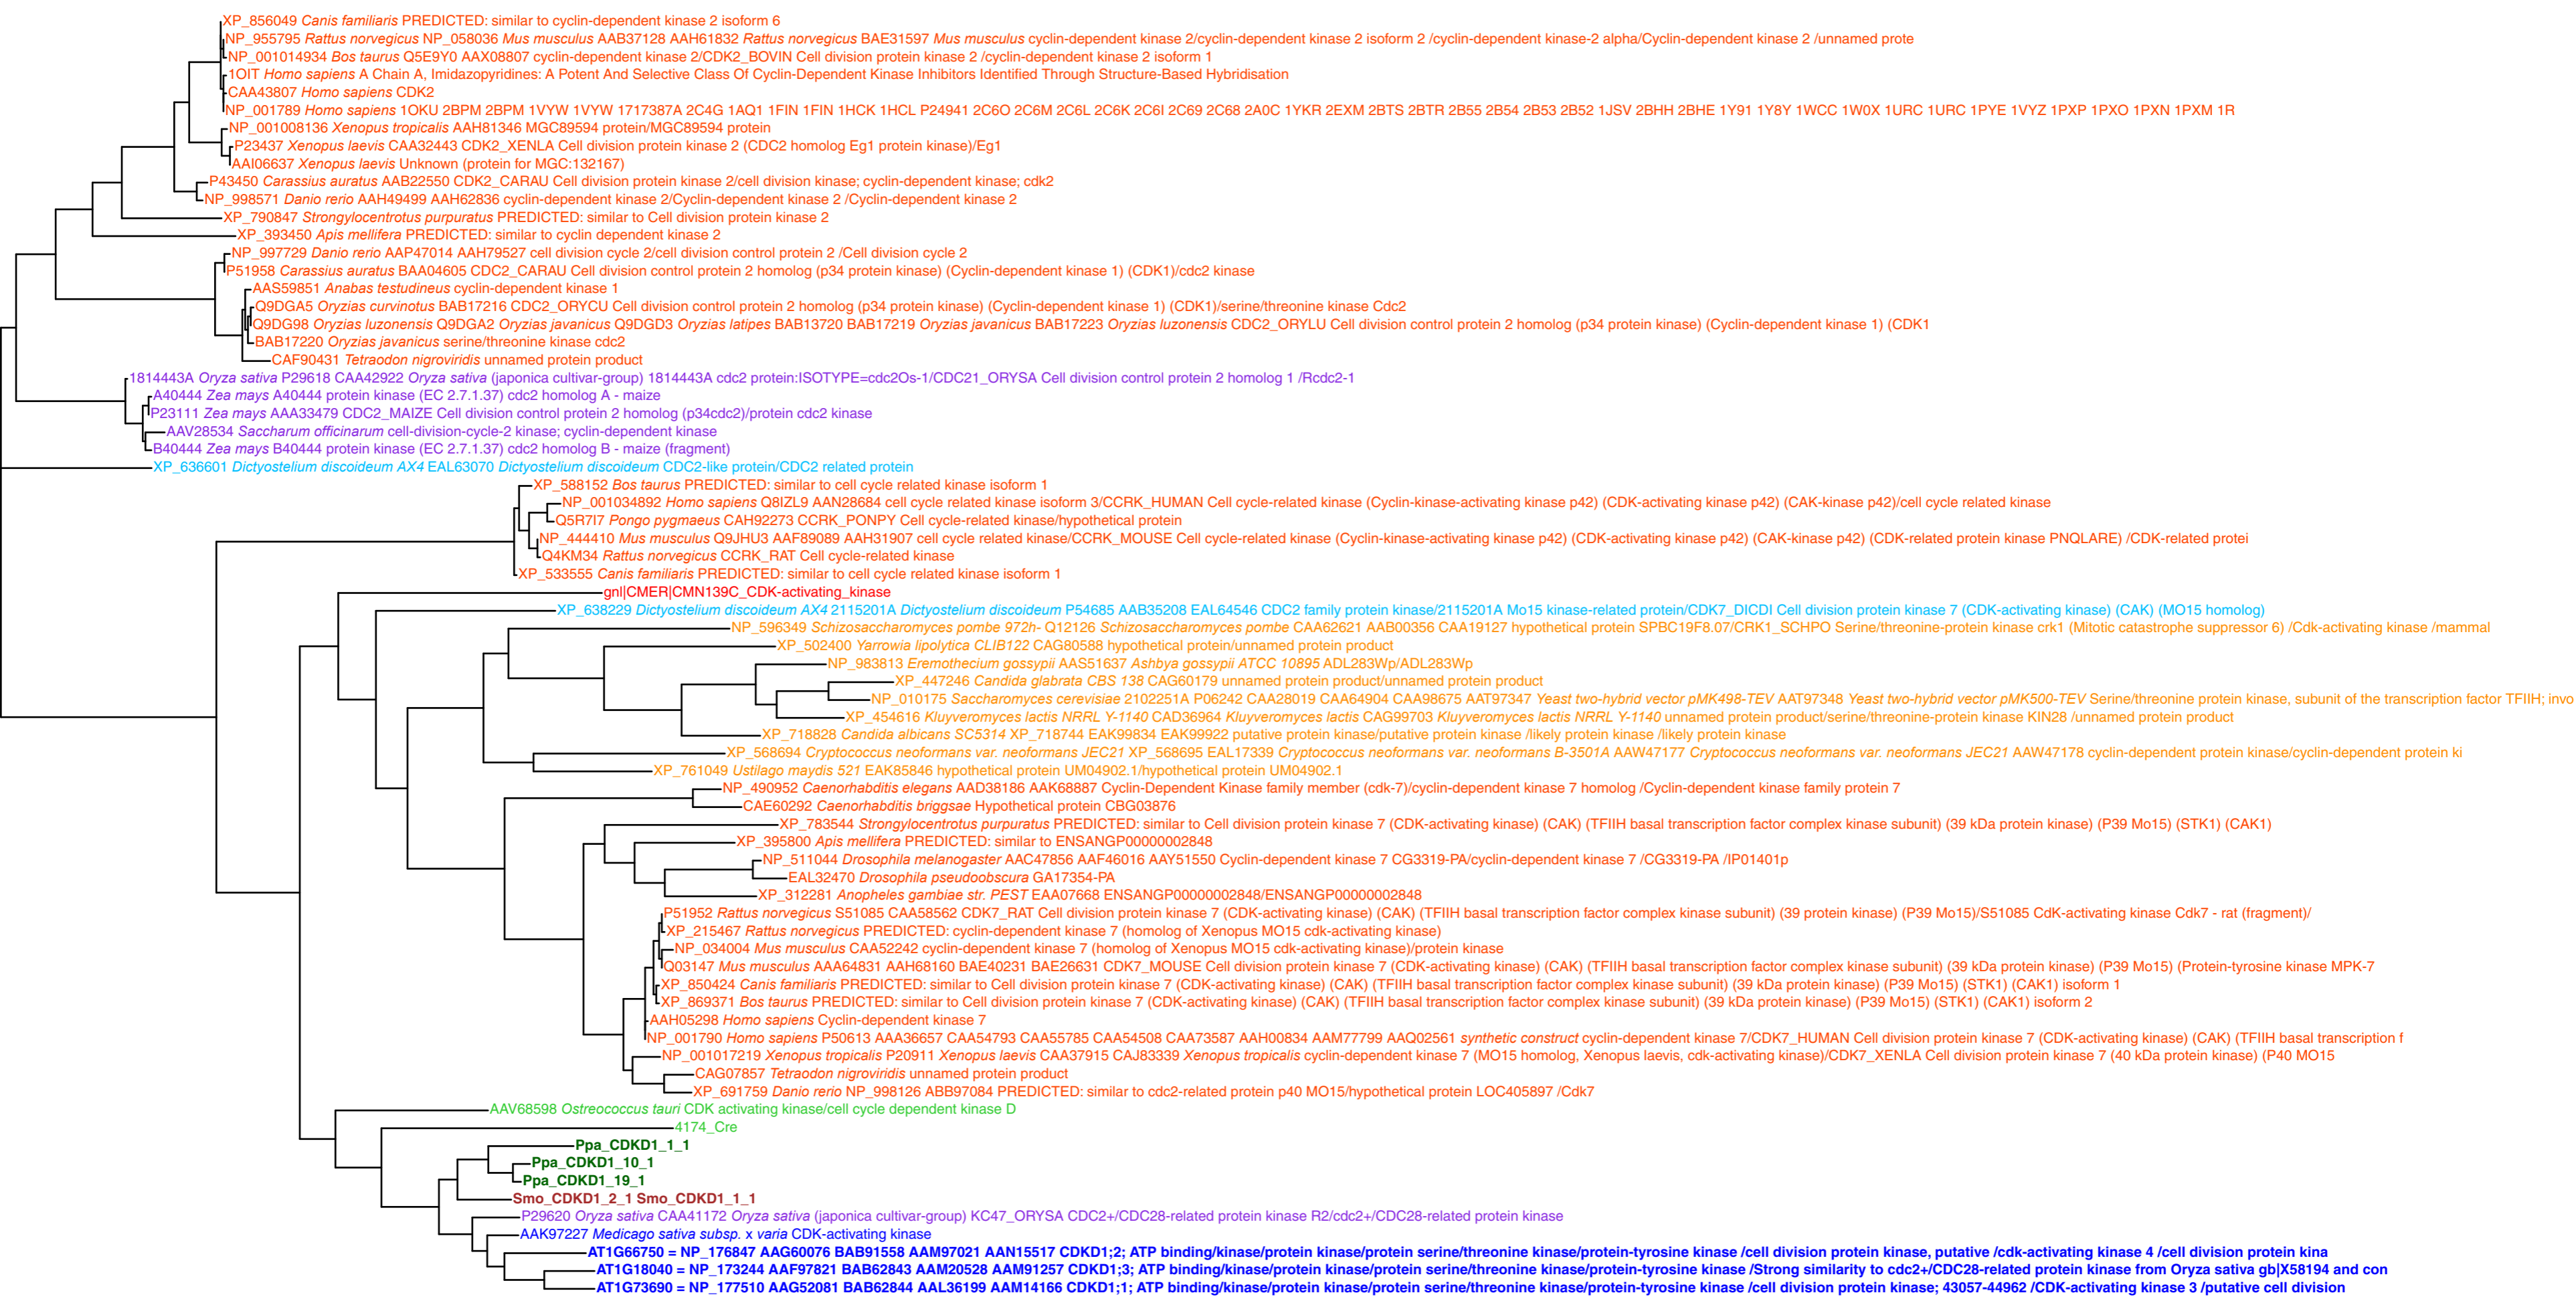 XP_856049 Canis familiaris PREDICTED: similar to cyclin-dependent kinase 2 isoform 6
NP_955795 Rattus norvegicus NP_058036 Mus musculus AAB37128 AAH61832 Rattus norvegicus BAE31597 Mus musculus cyclin-dependent kinase 2/cyclin-dependent kinase 2 isoform 2 /cyclin-dependent kinase-2 alpha/Cyclin-dependent kinase 2 /unnamed prote
NP_001014934 Bos taurus Q5E9Y0 AAX08807 cyclin-dependent kinase 2/CDK2_BOVIN Cell division protein kinase 2 /cyclin-dependent kinase 2 isoform 1
1OIT Homo sapiens A Chain A, Imidazopyridines: A Potent And Selective Class Of Cyclin-Dependent Kinase Inhibitors Identified Through Structure-Based Hybridisation
CAA43807 Homo sapiens CDK2
NP_001789 Homo sapiens 1OKU 2BPM 2BPM 1VYW 1VYW 1717387A 2C4G 1AQ1 1FIN 1FIN 1HCK 1HCL P24941 2C6O 2C6M 2C6L 2C6K 2C6I 2C69 2C68 2A0C 1YKR 2EXM 2BTS 2BTR 2B55 2B54 2B53 2B52 1JSV 2BHH 2BHE 1Y91 1Y8Y 1WCC 1W0X 1URC 1URC 1PYE 1VYZ 1PXP 1PXO 1PXN 1PXM 1R
NP_001008136 Xenopus tropicalis AAH81346 MGC89594 protein/MGC89594 protein
P23437 Xenopus laevis CAA32443 CDK2_XENLA Cell division protein kinase 2 (CDC2 homolog Eg1 protein kinase)/Eg1
AAI06637 Xenopus laevis Unknown (protein for MGC:132167)
P43450 Carassius auratus AAB22550 CDK2_CARAU Cell division protein kinase 2/cell division kinase; cyclin-dependent kinase; cdk2
NP_998571 Danio rerio AAH49499 AAH62836 cyclin-dependent kinase 2/Cyclin-dependent kinase 2 /Cyclin-dependent kinase 2
XP_790847 Strongylocentrotus purpuratus PREDICTED: similar to Cell division protein kinase 2
XP_393450 Apis mellifera PREDICTED: similar to cyclin dependent kinase 2
NP_997729 Danio rerio AAP47014 AAH79527 cell division cycle 2/cell division control protein 2 /Cell division cycle 2
P51958 Carassius auratus BAA04605 CDC2_CARAU Cell division control protein 2 homolog (p34 protein kinase) (Cyclin-dependent kinase 1) (CDK1)/cdc2 kinase
AAS59851 Anabas testudineus cyclin-dependent kinase 1
Q9DGA5 Oryzias curvinotus BAB17216 CDC2_ORYCU Cell division control protein 2 homolog (p34 protein kinase) (Cyclin-dependent kinase 1) (CDK1)/serine/threonine kinase Cdc2
Q9DG98 Oryzias luzonensis Q9DGA2 Oryzias javanicus Q9DGD3 Oryzias latipes BAB13720 BAB17219 Oryzias javanicus BAB17223 Oryzias luzonensis CDC2_ORYLU Cell division control protein 2 homolog (p34 protein kinase) (Cyclin-dependent kinase 1) (CDK1
BAB17220 Oryzias javanicus serine/threonine kinase cdc2
CAF90431 Tetraodon nigroviridis unnamed protein product
1814443A Oryza sativa P29618 CAA42922 Oryza sativa (japonica cultivar-group) 1814443A cdc2 protein:ISOTYPE=cdc2Os-1/CDC21_ORYSA Cell division control protein 2 homolog 1 /Rcdc2-1
A40444 Zea mays A40444 protein kinase (EC 2.7.1.37) cdc2 homolog A - maize
P23111 Zea mays AAA33479 CDC2_MAIZE Cell division control protein 2 homolog (p34cdc2)/protein cdc2 kinase
AAV28534 Saccharum officinarum cell-division-cycle-2 kinase; cyclin-dependent kinase
B40444 Zea mays B40444 protein kinase (EC 2.7.1.37) cdc2 homolog B - maize (fragment)
XP_636601 Dictyostelium discoideum AX4 EAL63070 Dictyostelium discoideum CDC2-like protein/CDC2 related protein
XP_588152 Bos taurus PREDICTED: similar to cell cycle related kinase isoform 1
NP_001034892 Homo sapiens Q8IZL9 AAN28684 cell cycle related kinase isoform 3/CCRK_HUMAN Cell cycle-related kinase (Cyclin-kinase-activating kinase p42) (CDK-activating kinase p42) (CAK-kinase p42)/cell cycle related kinase
Q5R7I7 Pongo pygmaeus CAH92273 CCRK_PONPY Cell cycle-related kinase/hypothetical protein
NP_444410 Mus musculus Q9JHU3 AAF89089 AAH31907 cell cycle related kinase/CCRK_MOUSE Cell cycle-related kinase (Cyclin-kinase-activating kinase p42) (CDK-activating kinase p42) (CAK-kinase p42) (CDK-related protein kinase PNQLARE) /CDK-related protei
Q4KM34 Rattus norvegicus CCRK_RAT Cell cycle-related kinase
XP_533555 Canis familiaris PREDICTED: similar to cell cycle related kinase isoform 1
gnl|CMER|CMN139C_CDK-activating_kinase
XP_638229 Dictyostelium discoideum AX4 2115201A Dictyostelium discoideum P54685 AAB35208 EAL64546 CDC2 family protein kinase/2115201A Mo15 kinase-related protein/CDK7_DICDI Cell division protein kinase 7 (CDK-activating kinase) (CAK) (MO15 homolog)
NP_596349 Schizosaccharomyces pombe 972h- Q12126 Schizosaccharomyces pombe CAA62621 AAB00356 CAA19127 hypothetical protein SPBC19F8.07/CRK1_SCHPO Serine/threonine-protein kinase crk1 (Mitotic catastrophe suppressor 6) /Cdk-activating kinase /mammal
XP_502400 Yarrowia lipolytica CLIB122 CAG80588 hypothetical protein/unnamed protein product
NP_983813 Eremothecium gossypii AAS51637 Ashbya gossypii ATCC 10895 ADL283Wp/ADL283Wp
XP_447246 Candida glabrata CBS 138 CAG60179 unnamed protein product/unnamed protein product
NP_010175 Saccharomyces cerevisiae 2102251A P06242 CAA28019 CAA64904 CAA98675 AAT97347 Yeast two-hybrid vector pMK498-TEV AAT97348 Yeast two-hybrid vector pMK500-TEV Serine/threonine protein kinase, subunit of the transcription factor TFIIH; invo
XP_454616 Kluyveromyces lactis NRRL Y-1140 CAD36964 Kluyveromyces lactis CAG99703 Kluyveromyces lactis NRRL Y-1140 unnamed protein product/serine/threonine-protein kinase KIN28 /unnamed protein product
XP_718828 Candida albicans SC5314 XP_718744 EAK99834 EAK99922 putative protein kinase/putative protein kinase /likely protein kinase /likely protein kinase
XP_568694 Cryptococcus neoformans var. neoformans JEC21 XP_568695 EAL17339 Cryptococcus neoformans var. neoformans B-3501A AAW47177 Cryptococcus neoformans var. neoformans JEC21 AAW47178 cyclin-dependent protein kinase/cyclin-dependent protein ki
XP_761049 Ustilago maydis 521 EAK85846 hypothetical protein UM04902.1/hypothetical protein UM04902.1
NP_490952 Caenorhabditis elegans AAD38186 AAK68887 Cyclin-Dependent Kinase family member (cdk-7)/cyclin-dependent kinase 7 homolog /Cyclin-dependent kinase family protein 7
CAE60292 Caenorhabditis briggsae Hypothetical protein CBG03876
XP_783544 Strongylocentrotus purpuratus PREDICTED: similar to Cell division protein kinase 7 (CDK-activating kinase) (CAK) (TFIIH basal transcription factor complex kinase subunit) (39 kDa protein kinase) (P39 Mo15) (STK1) (CAK1)
XP_395800 Apis mellifera PREDICTED: similar to ENSANGP00000002848
NP_511044 Drosophila melanogaster AAC47856 AAF46016 AAY51550 Cyclin-dependent kinase 7 CG3319-PA/cyclin-dependent kinase 7 /CG3319-PA /IP01401p
EAL32470 Drosophila pseudoobscura GA17354-PA
XP_312281 Anopheles gambiae str. PEST EAA07668 ENSANGP00000002848/ENSANGP00000002848
P51952 Rattus norvegicus S51085 CAA58562 CDK7_RAT Cell division protein kinase 7 (CDK-activating kinase) (CAK) (TFIIH basal transcription factor complex kinase subunit) (39 protein kinase) (P39 Mo15)/S51085 CdK-activating kinase Cdk7 - rat (fragment)/
XP_215467 Rattus norvegicus PREDICTED: cyclin-dependent kinase 7 (homolog of Xenopus MO15 cdk-activating kinase)
NP_034004 Mus musculus CAA52242 cyclin-dependent kinase 7 (homolog of Xenopus MO15 cdk-activating kinase)/protein kinase
Q03147 Mus musculus AAA64831 AAH68160 BAE40231 BAE26631 CDK7_MOUSE Cell division protein kinase 7 (CDK-activating kinase) (CAK) (TFIIH basal transcription factor complex kinase subunit) (39 kDa protein kinase) (P39 Mo15) (Protein-tyrosine kinase MPK-7
XP_850424 Canis familiaris PREDICTED: similar to Cell division protein kinase 7 (CDK-activating kinase) (CAK) (TFIIH basal transcription factor complex kinase subunit) (39 kDa protein kinase) (P39 Mo15) (STK1) (CAK1) isoform 1
XP_869371 Bos taurus PREDICTED: similar to Cell division protein kinase 7 (CDK-activating kinase) (CAK) (TFIIH basal transcription factor complex kinase subunit) (39 kDa protein kinase) (P39 Mo15) (STK1) (CAK1) isoform 2
AAH05298 Homo sapiens Cyclin-dependent kinase 7
NP_001790 Homo sapiens P50613 AAA36657 CAA54793 CAA55785 CAA54508 CAA73587 AAH00834 AAM77799 AAQ02561 synthetic construct cyclin-dependent kinase 7/CDK7_HUMAN Cell division protein kinase 7 (CDK-activating kinase) (CAK) (TFIIH basal transcription f
NP_001017219 Xenopus tropicalis P20911 Xenopus laevis CAA37915 CAJ83339 Xenopus tropicalis cyclin-dependent kinase 7 (MO15 homolog, Xenopus laevis, cdk-activating kinase)/CDK7_XENLA Cell division protein kinase 7 (40 kDa protein kinase) (P40 MO15
CAG07857 Tetraodon nigroviridis unnamed protein product
XP_691759 Danio rerio NP_998126 ABB97084 PREDICTED: similar to cdc2-related protein p40 MO15/hypothetical protein LOC405897 /Cdk7
AAV68598 Ostreococcus tauri CDK activating kinase/cell cycle dependent kinase D
4174_Cre
Ppa_CDKD1_1_1
Ppa_CDKD1_10_1
Ppa_CDKD1_19_1
Smo_CDKD1_2_1 Smo_CDKD1_1_1
P29620 Oryza sativa CAA41172 Oryza sativa (japonica cultivar-group) KC47_ORYSA CDC2+/CDC28-related protein kinase R2/cdc2+/CDC28-related protein kinase
AAK97227 Medicago sativa subsp. x varia CDK-activating kinase
AT1G66750 = NP_176847 AAG60076 BAB91558 AAM97021 AAN15517 CDKD1;2; ATP binding/kinase/protein kinase/protein serine/threonine kinase/protein-tyrosine kinase /cell division protein kinase, putative /cdk-activating kinase 4 /cell division protein kina
AT1G18040 = NP_173244 AAF97821 BAB62843 AAM20528 AAM91257 CDKD1;3; ATP binding/kinase/protein kinase/protein serine/threonine kinase/protein-tyrosine kinase /Strong similarity to cdc2+/CDC28-related protein kinase from Oryza sativa gb|X58194 and con
AT1G73690 = NP_177510 AAG52081 BAB62844 AAL36199 AAM14166 CDKD1;1; ATP binding/kinase/protein kinase/protein serine/threonine kinase/protein-tyrosine kinase /cell division protein kinase; 43057-44962 /CDK-activating kinase 3 /putative cell division